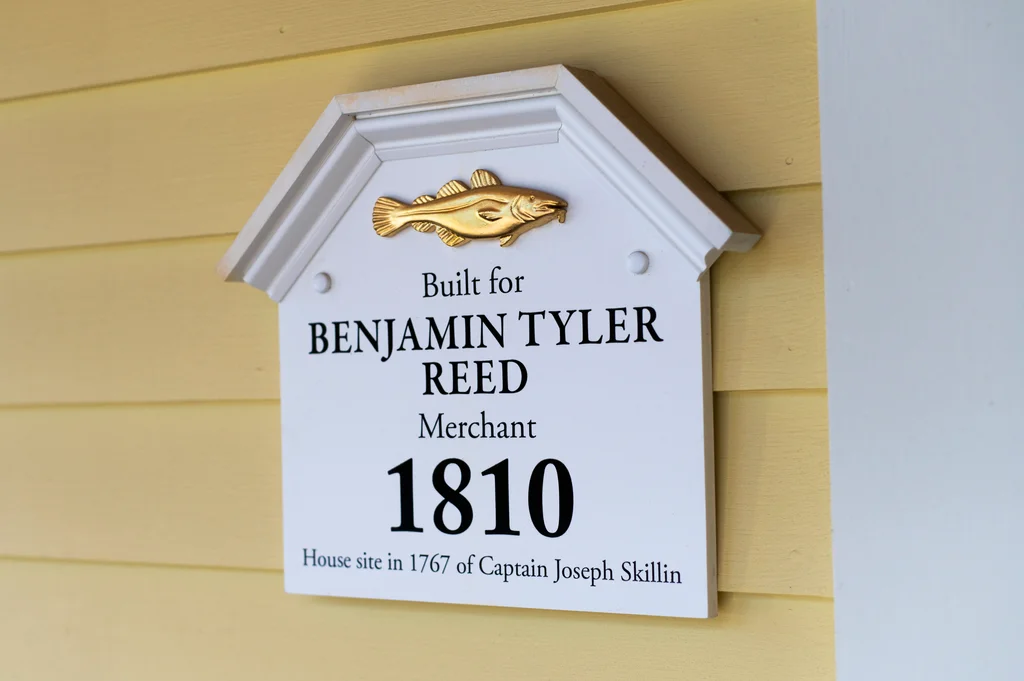 Built for
BENJAMIN TYLER
REED
Merchant
1810
House site in 1767 of Captain Joseph Skillin